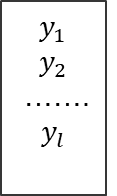 y₁
y₂
.......
yₗ